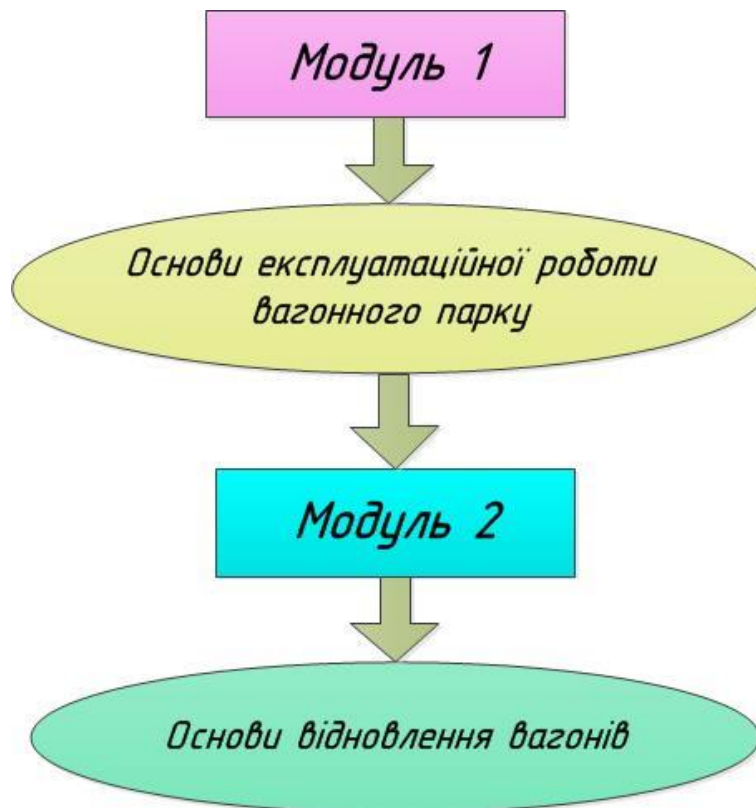 Модуль 1
Основи експлуатаційної роботи
вагонного парку
Модуль 2
Основи відновлення вагонів